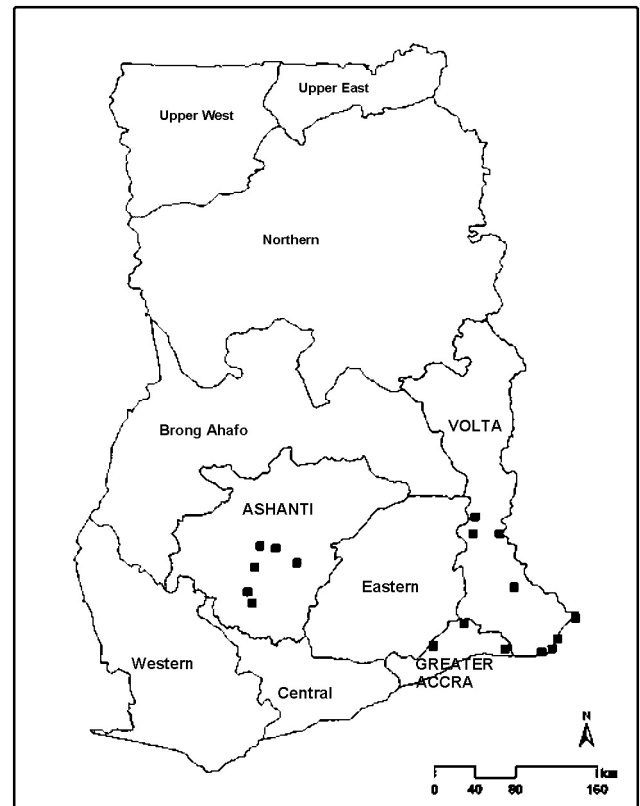 Upper East
Upper West
Northern
VOLTA
Brong Ahafo
ASHANTI
Eastern
Western
GREATER
ACCRA
Central
N
km
0 40 80 160